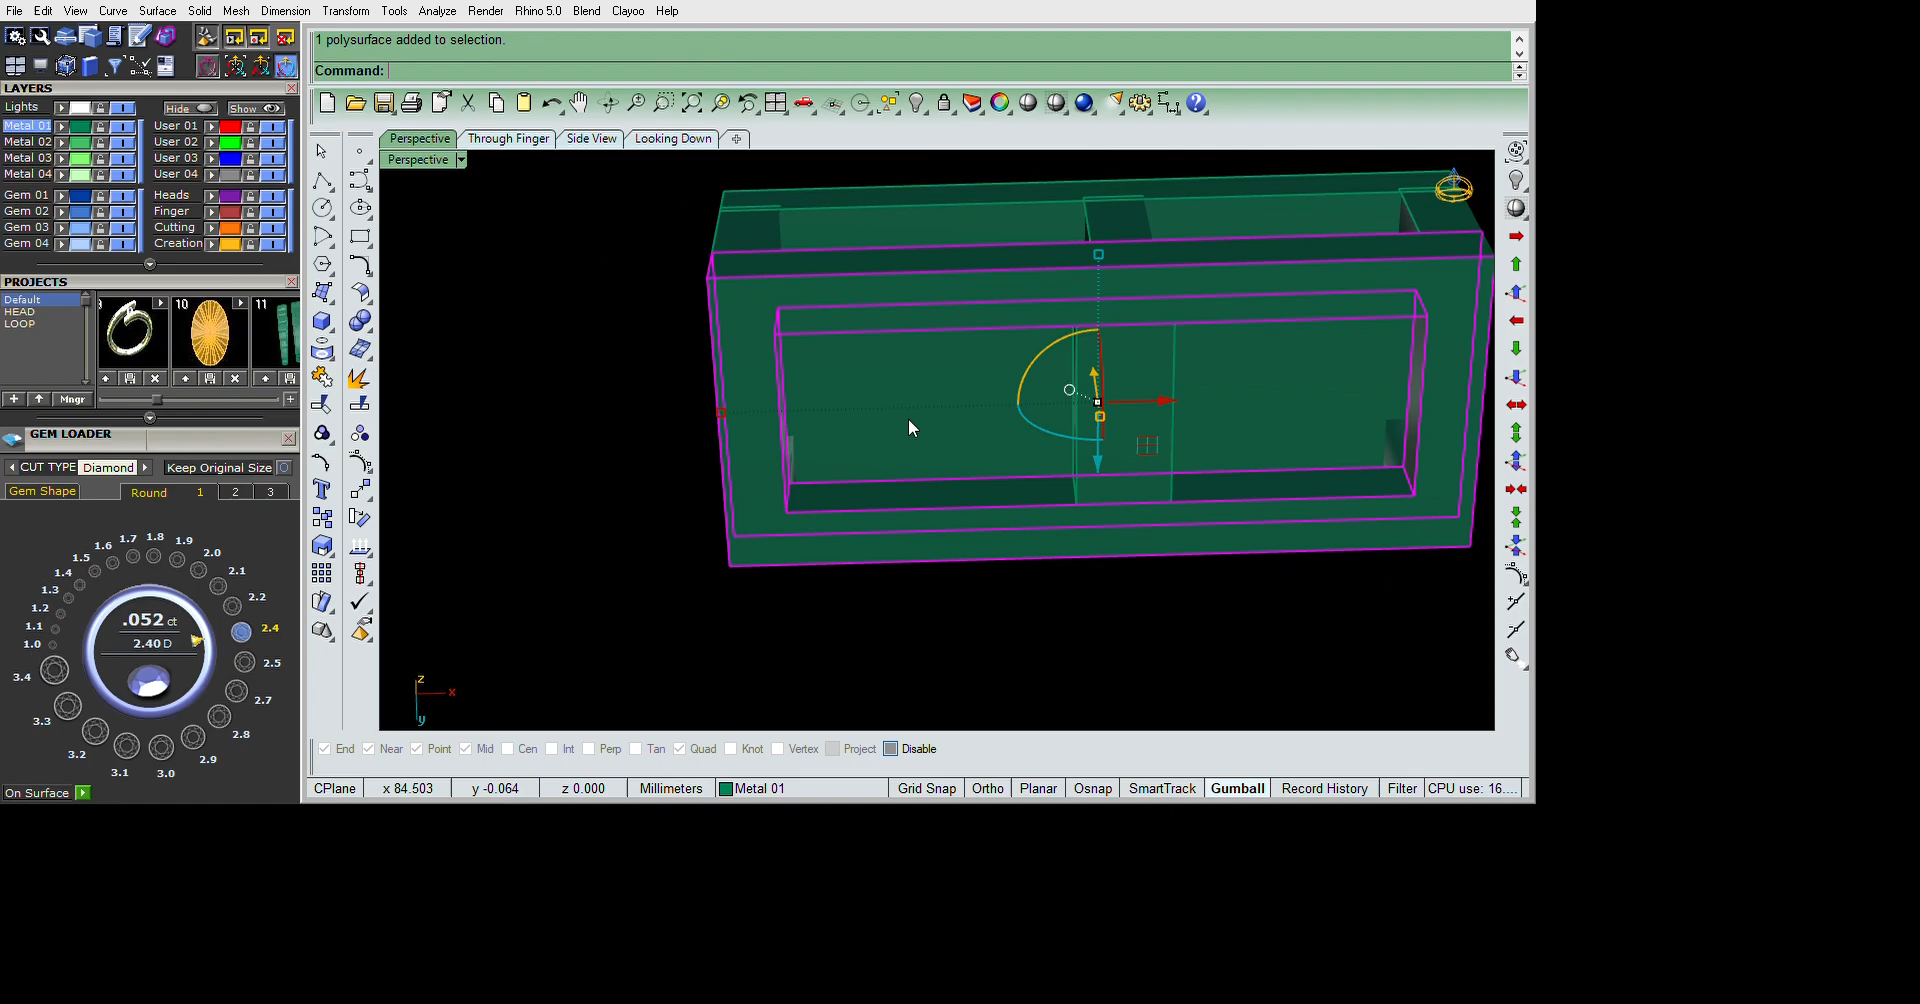 File Edit View Curve Surface Solid Mesh Dimension Transform Tools Analyze Render Rhino 5.0 Blend Clayoo Help
1 polysurface added to selection.
Command:
LAYERS
Lights Hide Show
Metal 01 User 01
Metal 02 User 02
Metal 03 User 03
Metal 04 User 04
Gem 01 Heads
Gem 02 Finger
Gem 03 Cutting
Gem 04 Creation
PROJECTS
Default
HEAD
LOOP
10
11
Mngr
GEM LOADER
CUT TYPE Diamond Keep Original Size
Gem Shape Round 1 2 3
1.0
1.1
1.2
1.3
1.4
1.5
1.6
1.7
1.8
1.9
2.0
2.1
2.2
2.4
2.5
2.7
2.8
2.9
3.0
3.1
3.2
3.3
3.4
.052 ct
2.40 D
On Surface
Perspective Through Finger Side View Looking Down
Perspective
z
x
y
End Near Point Mid Cen Int Perp Tan Quad Knot Vertex Project Disable
CPlane x 84.503 y -0.064 z 0.000 Millimeters Metal 01 Grid Snap Ortho Planar Osnap SmartTrack Gumball Record History Filter CPU use: 16....